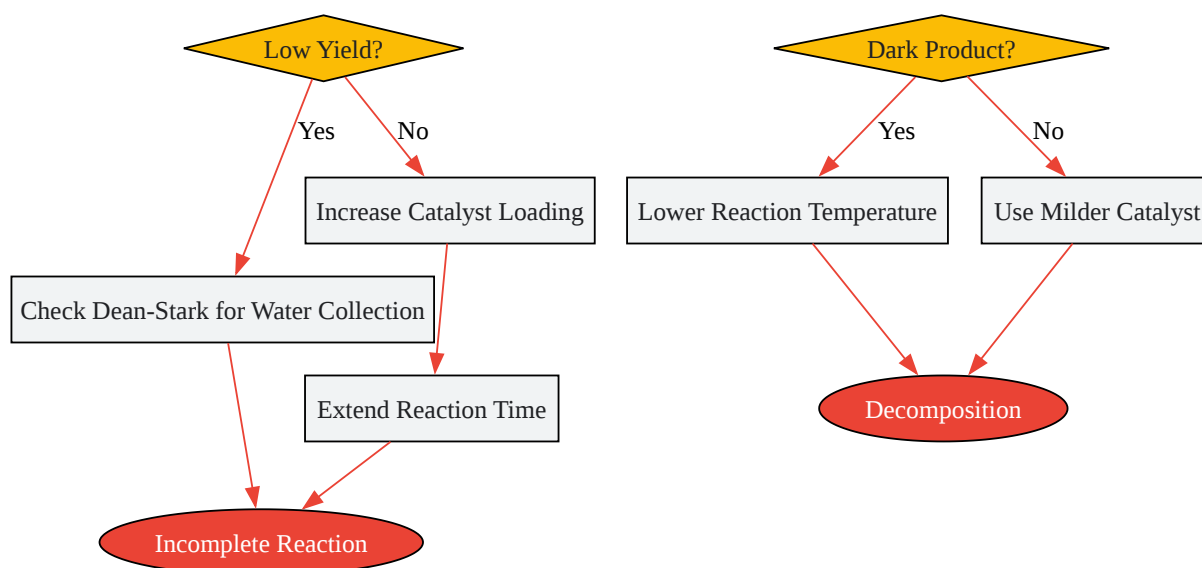 Low Yield?
Dark Product?
Yes
No
Yes
No
Increase Catalyst Loading
Lower Reaction Temperature
Use Milder Catalyst
Check Dean-Stark for Water Collection
Extend Reaction Time
Decomposition
Incomplete Reaction